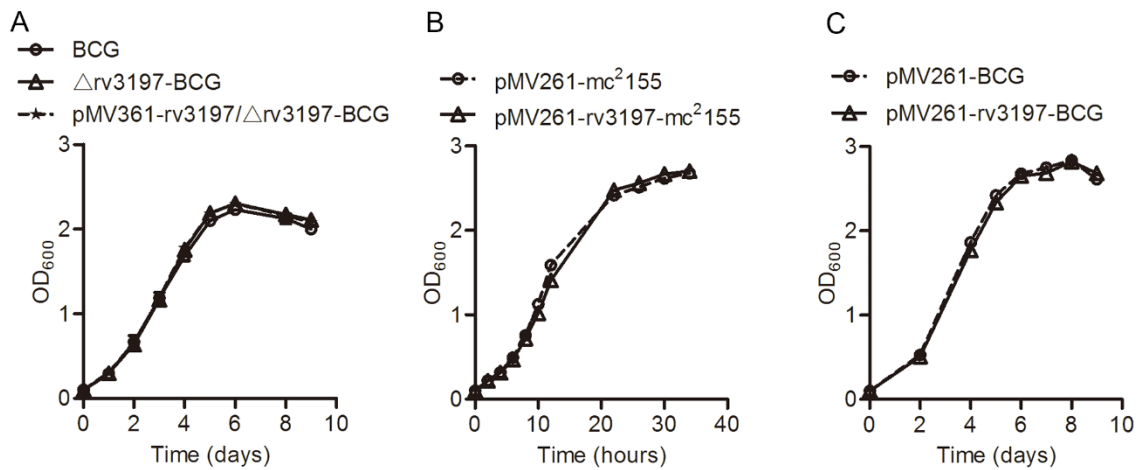 A
BCG
△rv3197-BCG
pMV361-rv3197/△rv3197-BCG
3
2
1
0
OD600
0 2 4 6 8 10
Time (days)
B
pMV261-mc²155
pMV261-rv3197-mc²155
3
2
1
0
OD600
0 10 20 30 40
Time (hours)
C
pMV261-BCG
pMV261-rv3197-BCG
3
2
1
0
OD600
0 2 4 6 8 10
Time (days)